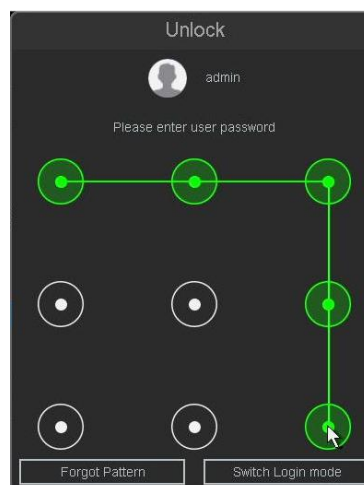 Unlock
admin
Please enter user password
Forgot Pattern
Switch Login mode